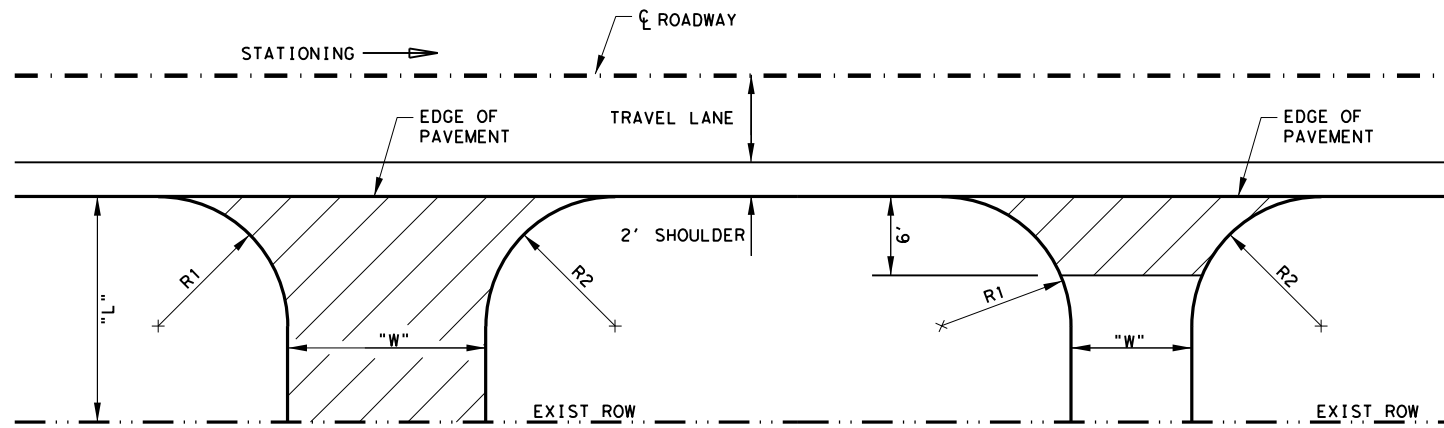 ℄ ROADWAY
STATIONING
EDGE OF
PAVEMENT
TRAVEL LANE
EDGE OF
PAVEMENT
2' SHOULDER
6'
R1
R2
R1
R2
"L"
"W"
"W"
EXIST ROW
EXIST ROW